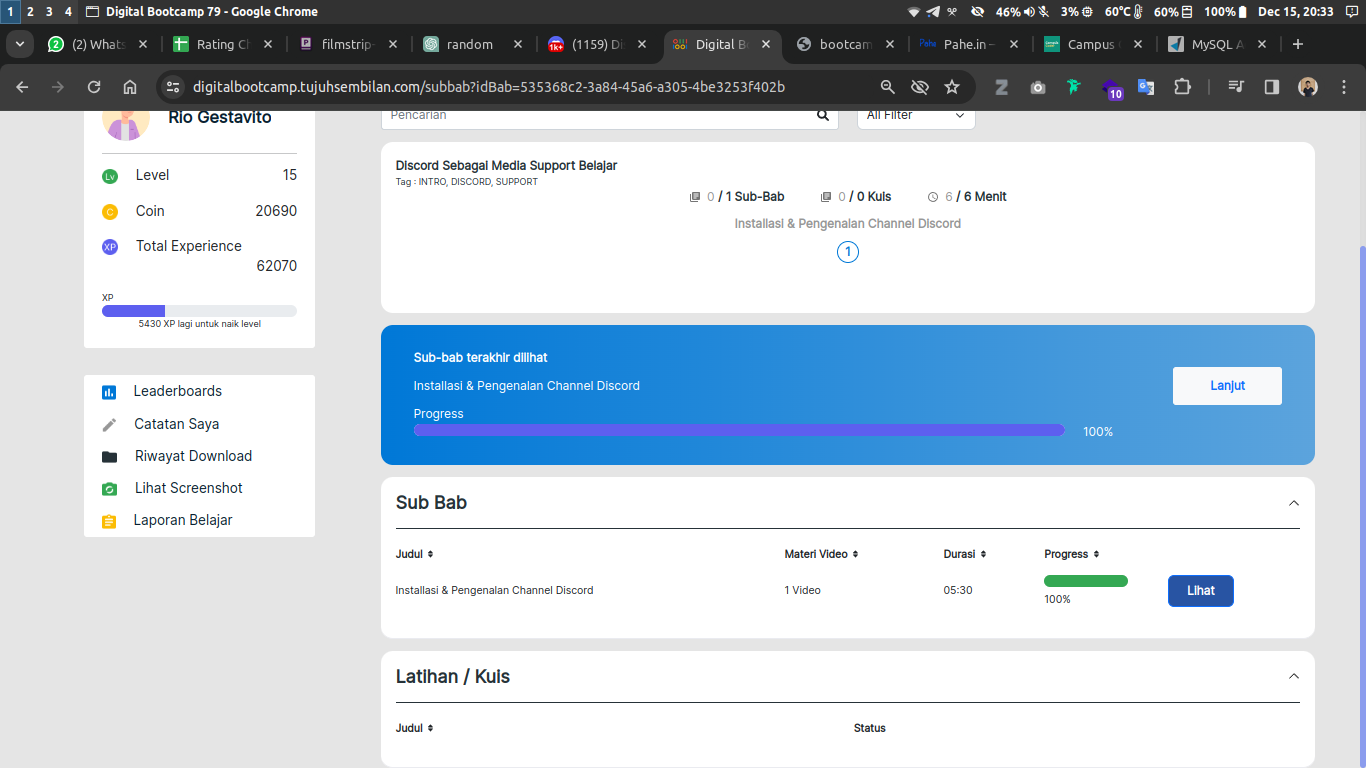 1 2 3 4 Digital Bootcamp 79 - Google Chrome 46% 3% 60°C 60% 100% Dec 15, 20:33
(2) Whats Rating Ch filmstrip- random (1159) Di Digital Bo bootcam Pahe.in – Campus MySQL A
digitalbootcamp.tujuhsembilan.com/subbab?idBab=535368c2-3a84-45a6-a305-4be3253f402b 10
Rio Gestavito
Lv Level 15
C Coin 20690
XP Total Experience
62070
XP
5430 XP lagi untuk naik level
Leaderboards
Catatan Saya
Riwayat Download
Lihat Screenshot
Laporan Belajar
Pencarian All Filter
Discord Sebagai Media Support Belajar
Tag : INTRO, DISCORD, SUPPORT
0 / 1 Sub-Bab 0 / 0 Kuis 6 / 6 Menit
Installasi & Pengenalan Channel Discord
1
Sub-bab terakhir dilihat
Installasi & Pengenalan Channel Discord
Lanjut
Progress
100%
Sub Bab
Judul Materi Video Durasi Progress
Installasi & Pengenalan Channel Discord 1 Video 05:30 100% Lihat
Latihan / Kuis
Judul Status